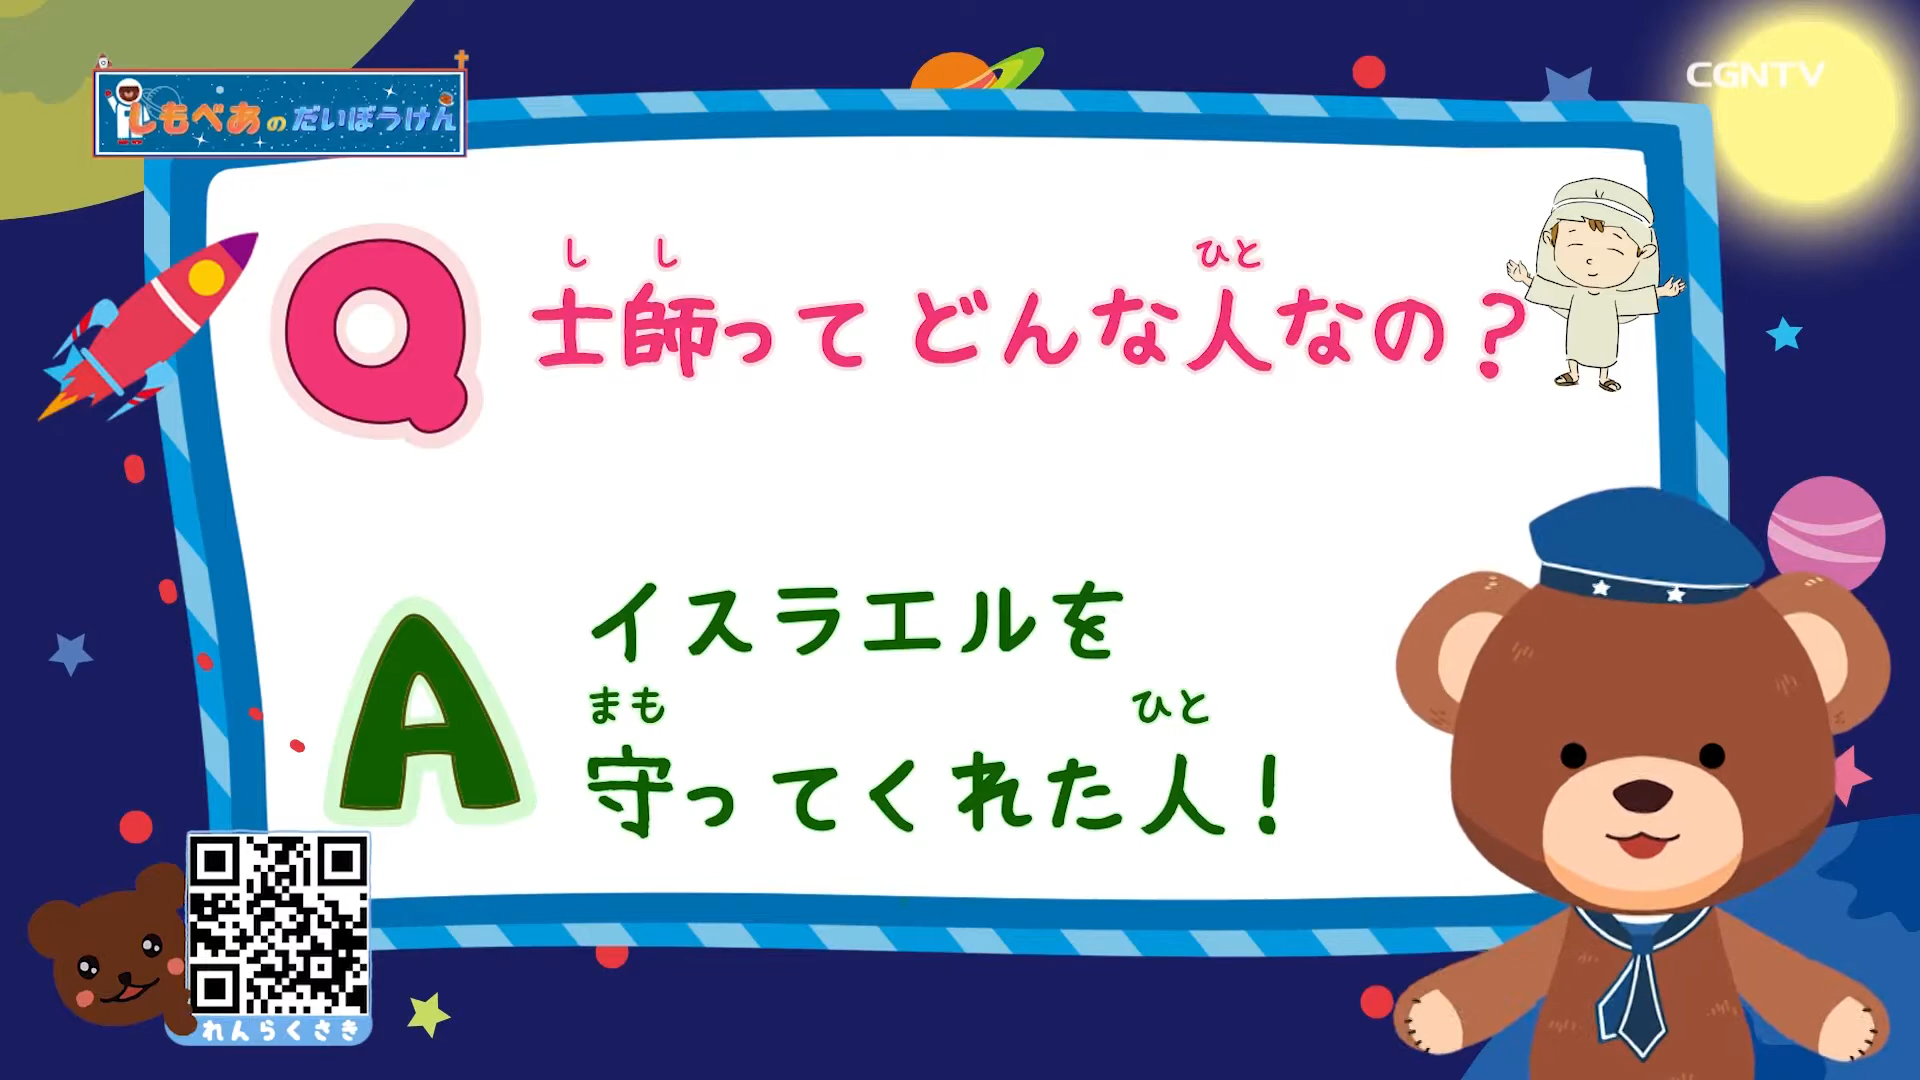 しもべあのだいぼうけん
CGNTV
しし ひと
Q 士師って どんな人なの？
イスラエルを
まも ひと
A 守ってくれた人！
れんらくさき